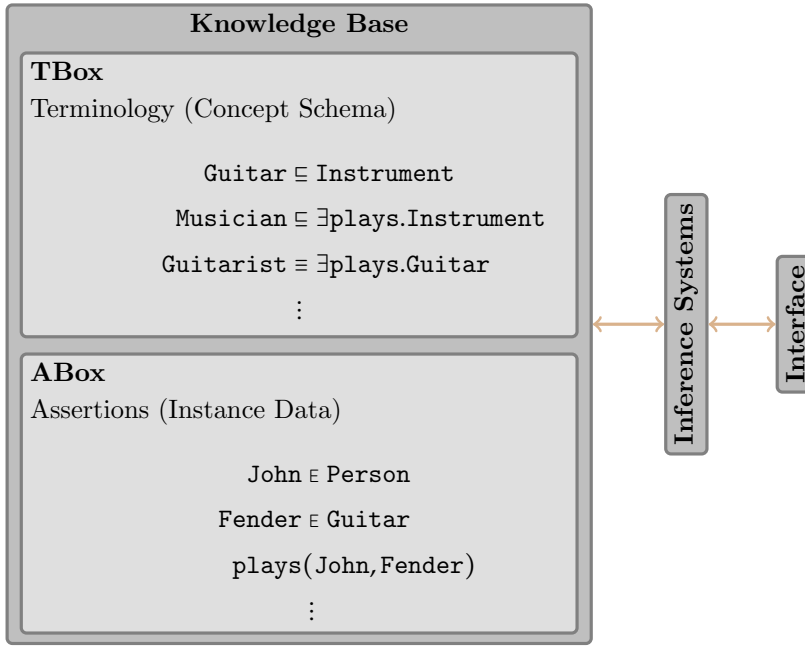 Knowledge Base
TBox
Terminology (Concept Schema)
Guitar ⊑ Instrument
Musician ⊑ ∃plays.Instrument
Guitarist ≡ ∃plays.Guitar
⋮
ABox
Assertions (Instance Data)
John E Person
Fender E Guitar
plays(John,Fender)
⋮
Inference Systems
Interface